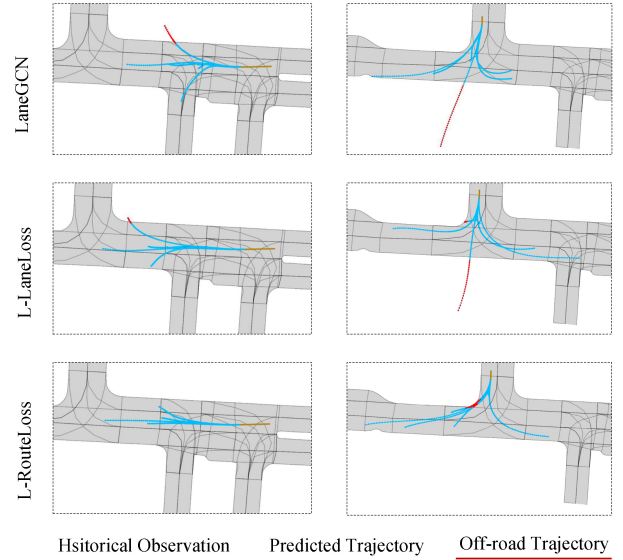 LaneGCN
L-LaneLoss
L-RouteLoss
Hsitorical Observation Predicted Trajectory Off-road Trajectory